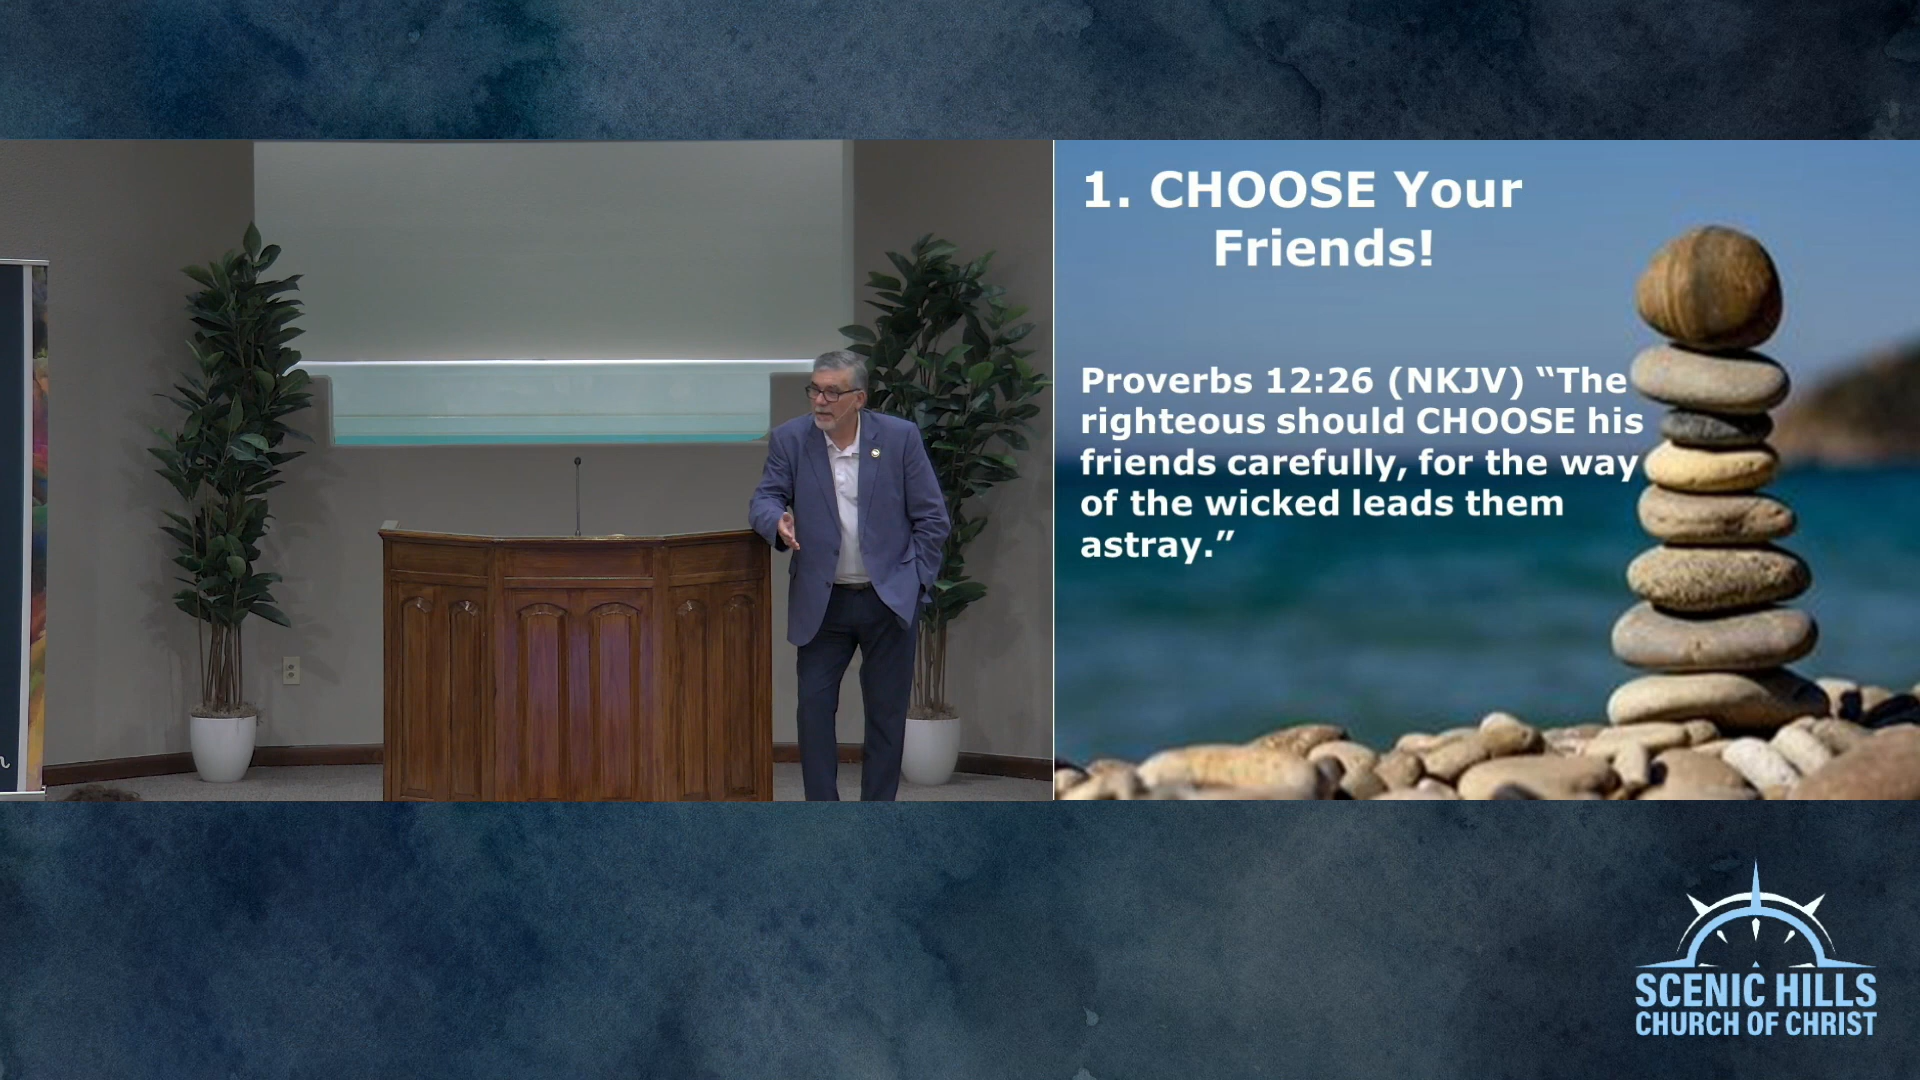 1. CHOOSE Your
Friends!
Proverbs 12:26 (NKJV) “The
righteous should CHOOSE his
friends carefully, for the way
of the wicked leads them
astray.”
SCENIC HILLS
CHURCH OF CHRIST